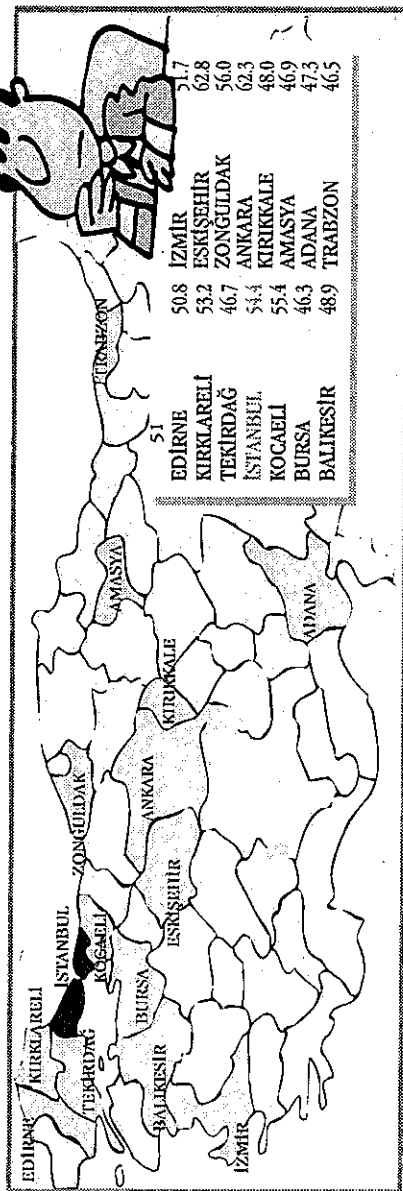 EDİRNE
KIRKLARELİ
TEKİRDAĞ
İSTANBUL
KOCAELİ
ZONGULDAK
BURSA
BALIKESİR
ESRİŞEHİR
ANKARA
KIRIKKALE
AMASYA
TRABZON
İZMİR
ADANA
51
EDİRNE 50.8 İZMİR 51.7
KIRKLARELİ 53.2 ESKİŞEHİR 62.8
TEKİRDAĞ 46.7 ZONGULDAK 56.0
İSTANBUL 54.4 ANKARA 62.3
KOCAELİ 55.4 KIRIKKALE 48.0
BURSA 46.3 AMASYA 46.9
BALIKESİR 48.9 ADANA 47.3
TRABZON 46.5